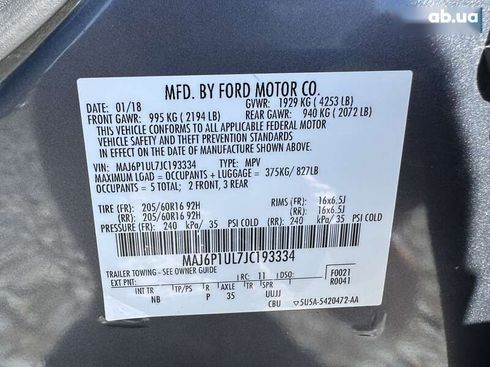 ab.ua
MFD. BY FORD MOTOR CO.
DATE: 01/18 GVWR: 1929 KG ( 4253 LB)
FRONT GAWR: 995 KG ( 2194 LB) REAR GAWR: 940 KG ( 2072 LB)
THIS VEHICLE CONFORMS TO ALL APPLICABLE FEDERAL MOTOR
VEHICLE SAFETY AND THEFT PREVENTION STANDARDS
IN EFFECT ON THE DATE OF MANUFACTURE SHOWN ABOVE.
VIN: MAJ6P1UL7JC193334 TYPE: MPV
MAXIMUM LOAD = OCCUPANTS + LUGGAGE = 375KG/ 827LB
OCCUPANTS = 5 TOTAL; 2 FRONT, 3 REAR
TIRE (FR): 205/60R16 92H RIMS (FR): 16x6.5J
(RR): 205/60R16 92H (RR): 16x6.5J
PRESSURE (FR): 240 kPa/ 35 PSI COLD (RR): 240 kPa/ 35 PSI COLD
MAJ6P1UL7JC193334
TRAILER TOWING - SEE OWNER GUIDE
EXT PNT: RC: 11 DSO: F0021
R0041
INT TR TP/PS R AXLE TR SPR
NB P 35 UUJJ
CBU ▽5U5A-5420472-AA